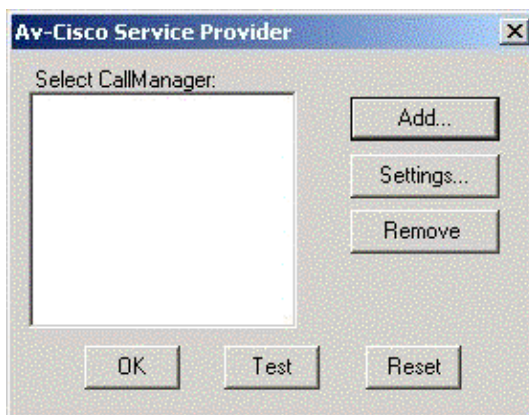 Av-Cisco Service Provider
Select CallManager:
Add...
Settings...
Remove
OK
Test
Reset